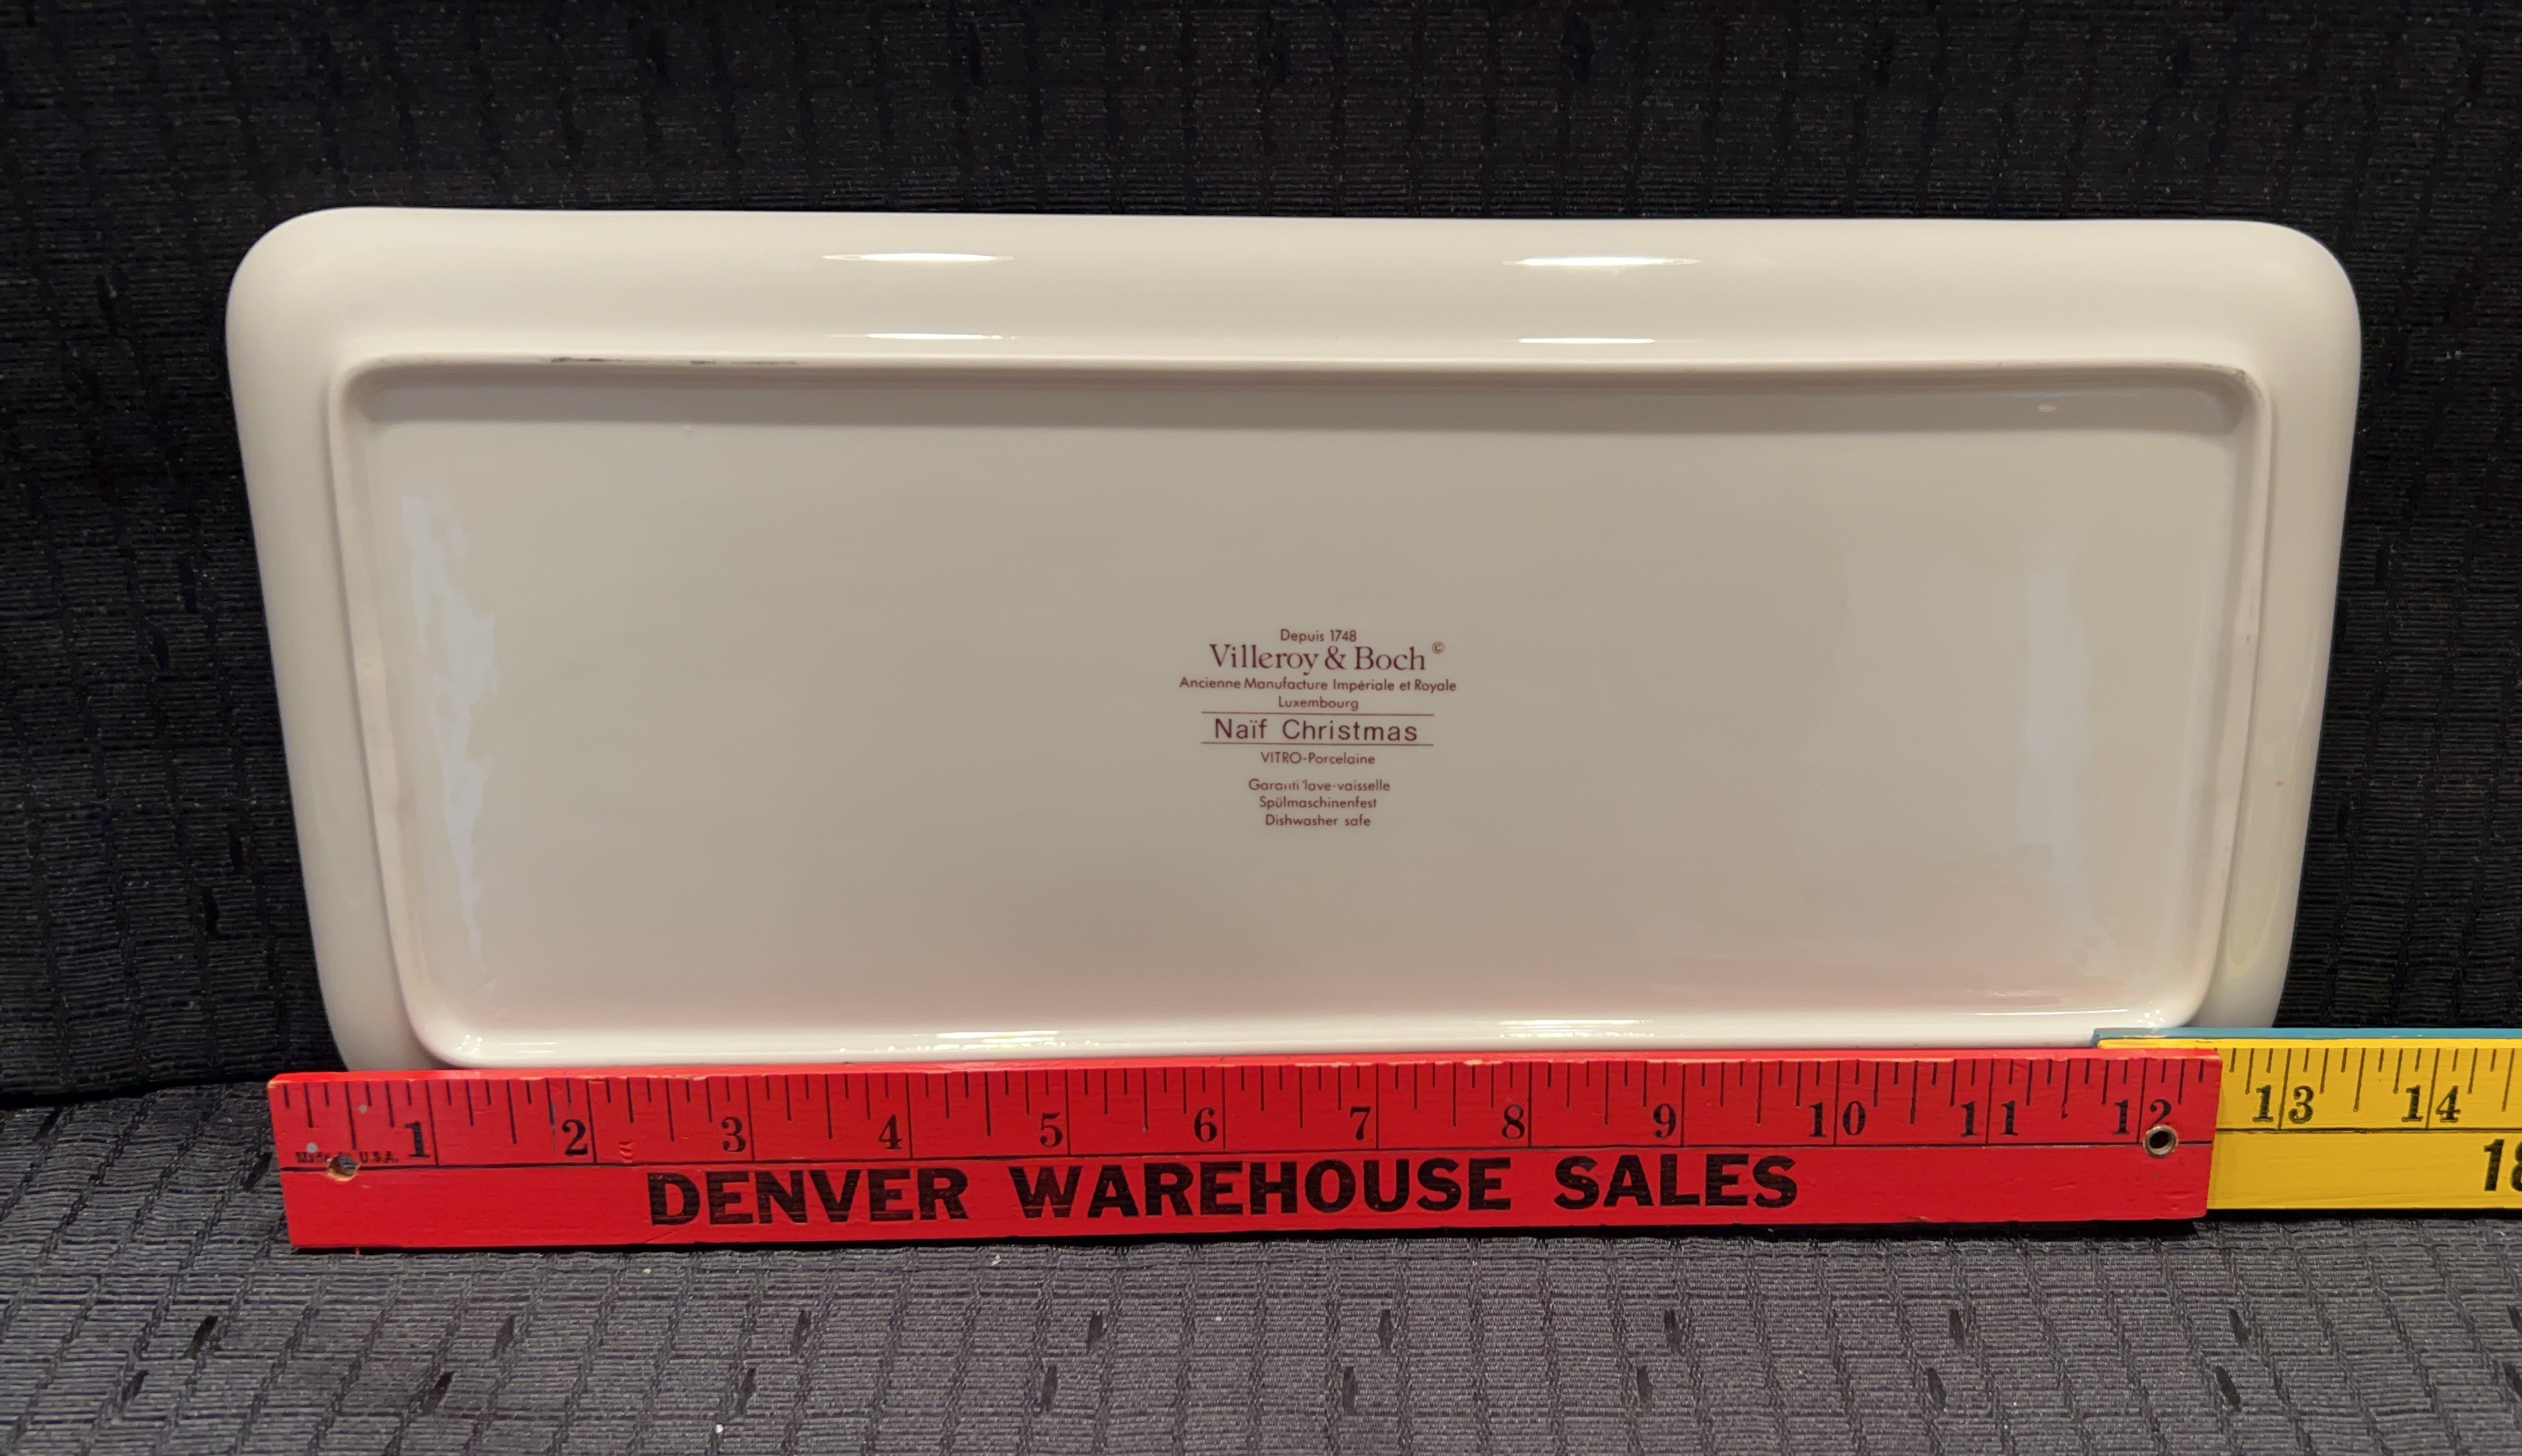 Depuis 1748
Villeroy & Boch ©
Ancienne Manufacture Impériale et Royale
Luxembourg
Naïf Christmas
VITRO-Porcelaine
Garanti lave-vaisselle
Spülmaschinenfest
Dishwasher safe
1 2 3 4 5 6 7 8 9 10 11 12 13 14
Made U.S.A.
18
DENVER WAREHOUSE SALES